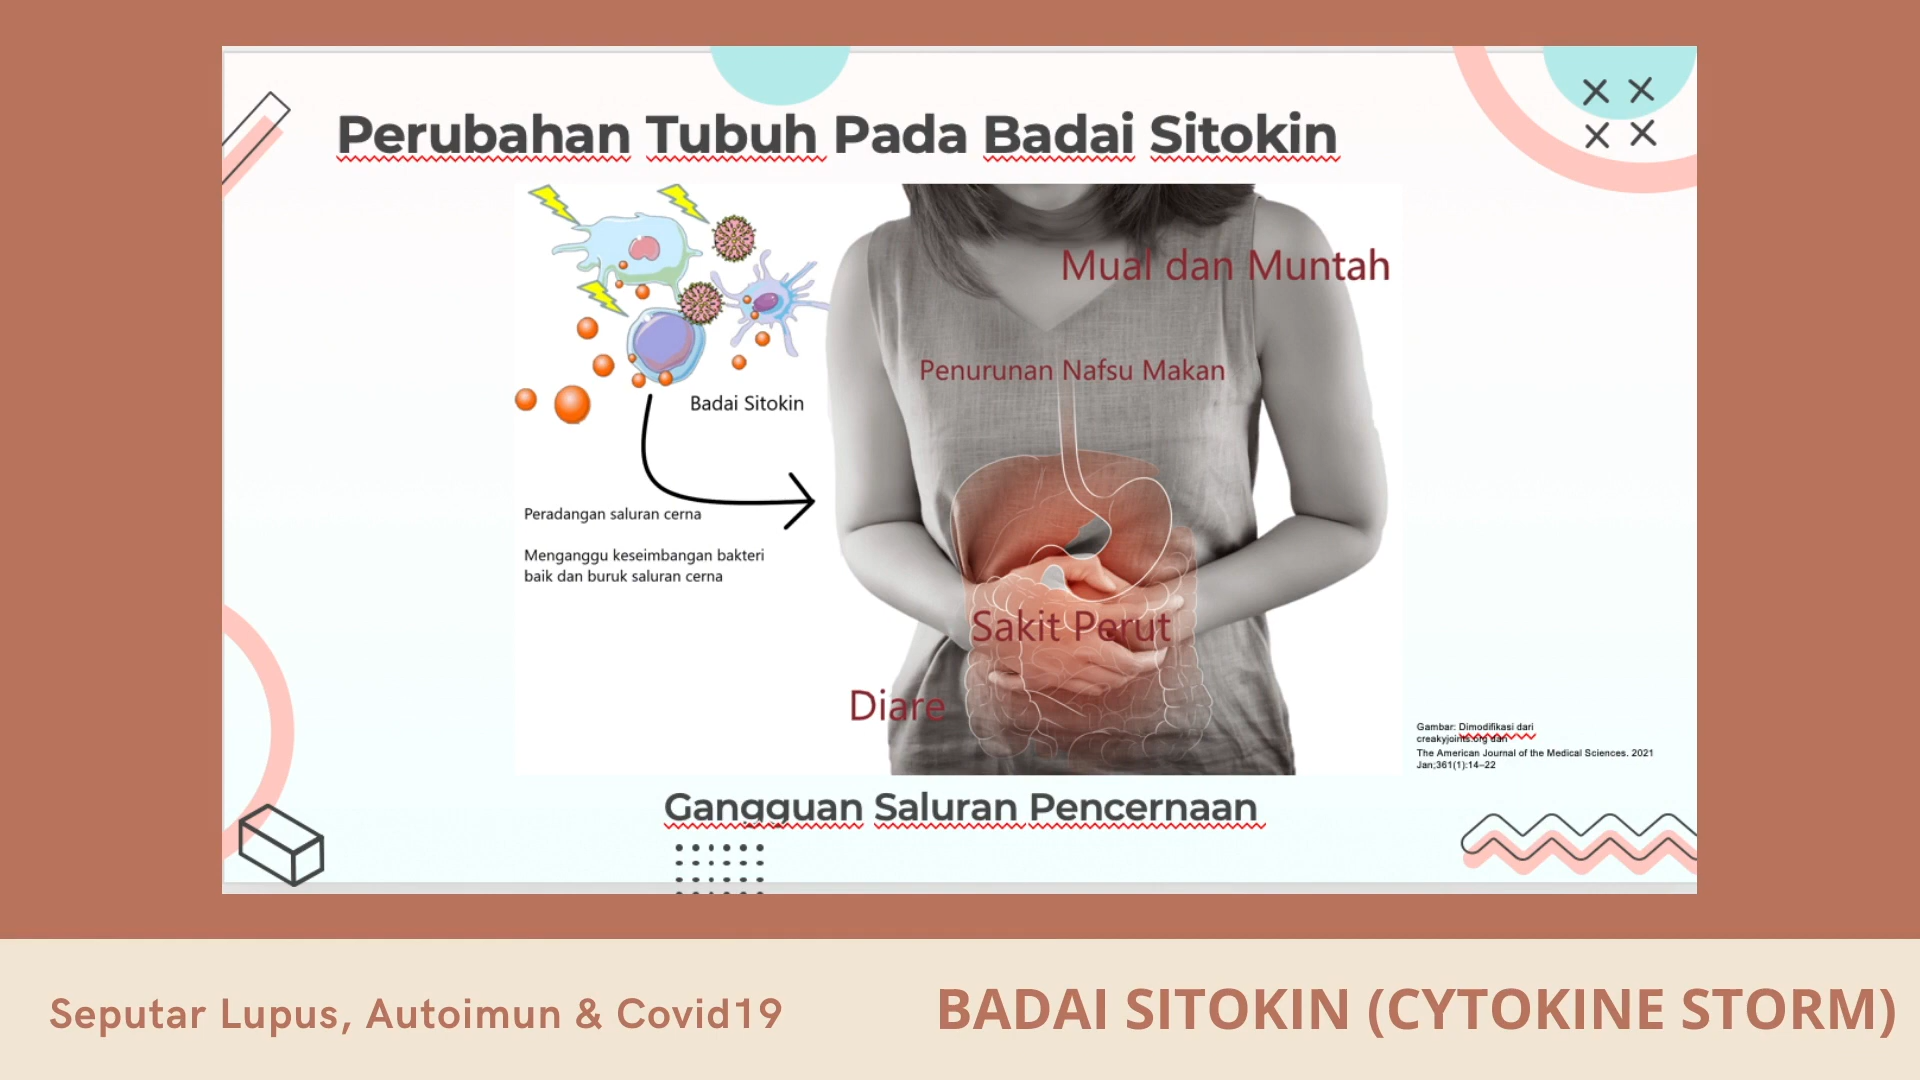 Perubahan Tubuh Pada Badai Sitokin
Mual dan Muntah
Penurunan Nafsu Makan
Badai Sitokin
Peradangan saluran cerna
Menganggu keseimbangan bakteri
baik dan buruk saluran cerna
Sakit Perut
Diare
Gambar: Dimodifikasi dari
creakyjoints.org dan
The American Journal of the Medical Sciences. 2021
Jan;361(1):14–22
Gangguan Saluran Pencernaan
Seputar Lupus, Autoimun & Covid19
BADAI SITOKIN (CYTOKINE STORM)